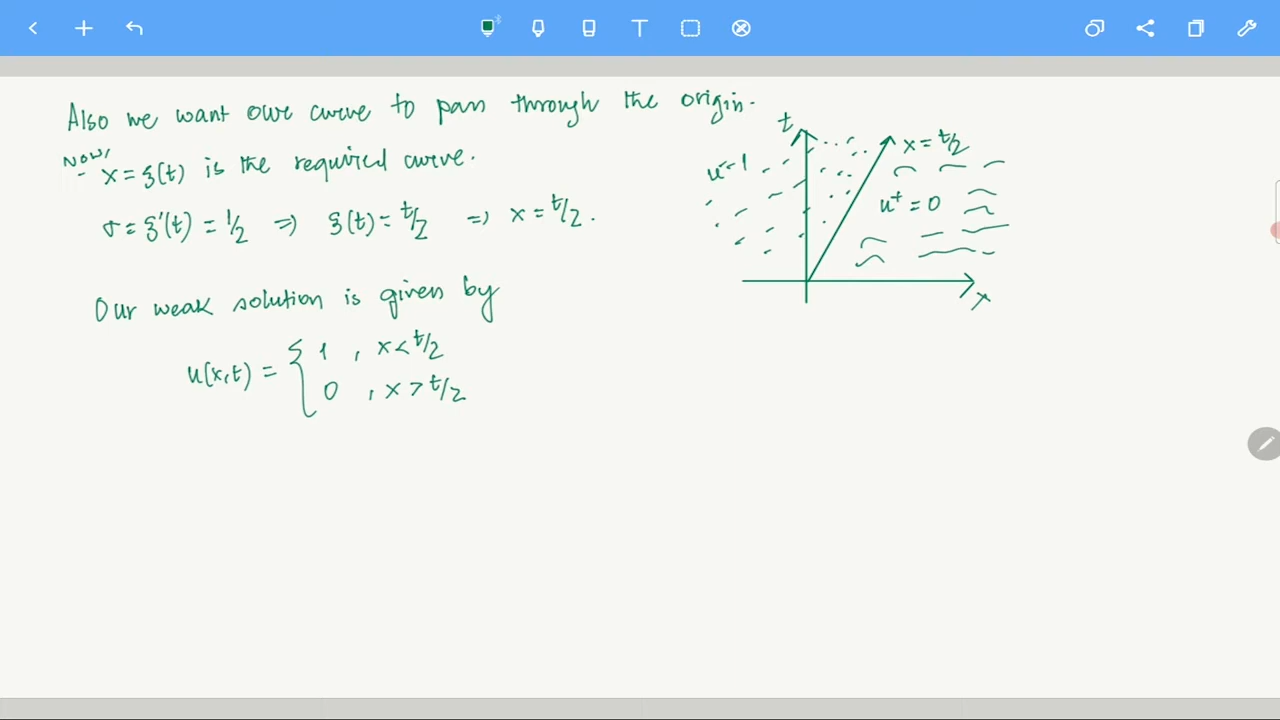 Also we want our curve to pass through the origin.
Now, x = ξ(t) is the required curve.
σ = ξ'(t) = 1/2 ⇒ ξ(t) = t/2 ⇒ x = t/2.
Our weak solution is given by
u(x,t) = { 1 , x < t/2
0 , x > t/2
t
x = t/2
u⁻ = 1
u⁺ = 0
x
T